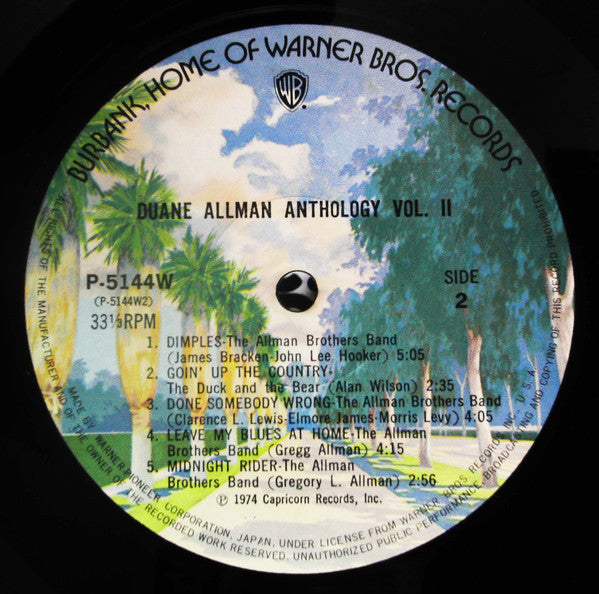 BURBANK, HOME OF WARNER BROS. RECORDS
WB
DUANE ALLMAN ANTHOLOGY VOL. II
P-5144W
(P-5144W2)
33⅓RPM
SIDE
2
1. DIMPLES-The Allman Brothers Band
(James Bracken-John Lee Hooker) 5:05
2. GOIN' UP THE COUNTRY-
The Duck and the Bear (Alan Wilson) 2:35
3. DONE SOMEBODY WRONG-The Allman Brothers Band
(Clarence L. Lewis-Elmore James-Morris Levy) 4:05
4. LEAVE MY BLUES AT HOME-The Allman
Brothers Band (Gregg Allman) 4:15
5. MIDNIGHT RIDER-The Allman
Brothers Band (Gregory L. Allman) 2:56
℗ 1974 Capricorn Records, Inc.
MADE BY WARNER-PIONEER CORPORATION, JAPAN, UNDER LICENSE FROM WARNER BROS. RECORDS INC., U.S.A.
ALL RIGHTS OF THE MANUFACTURER AND OF THE OWNER OF THE RECORDED WORK RESERVED. UNAUTHORIZED PUBLIC PERFORMANCE, BROADCASTING AND COPYING OF THIS RECORD PROHIBITED